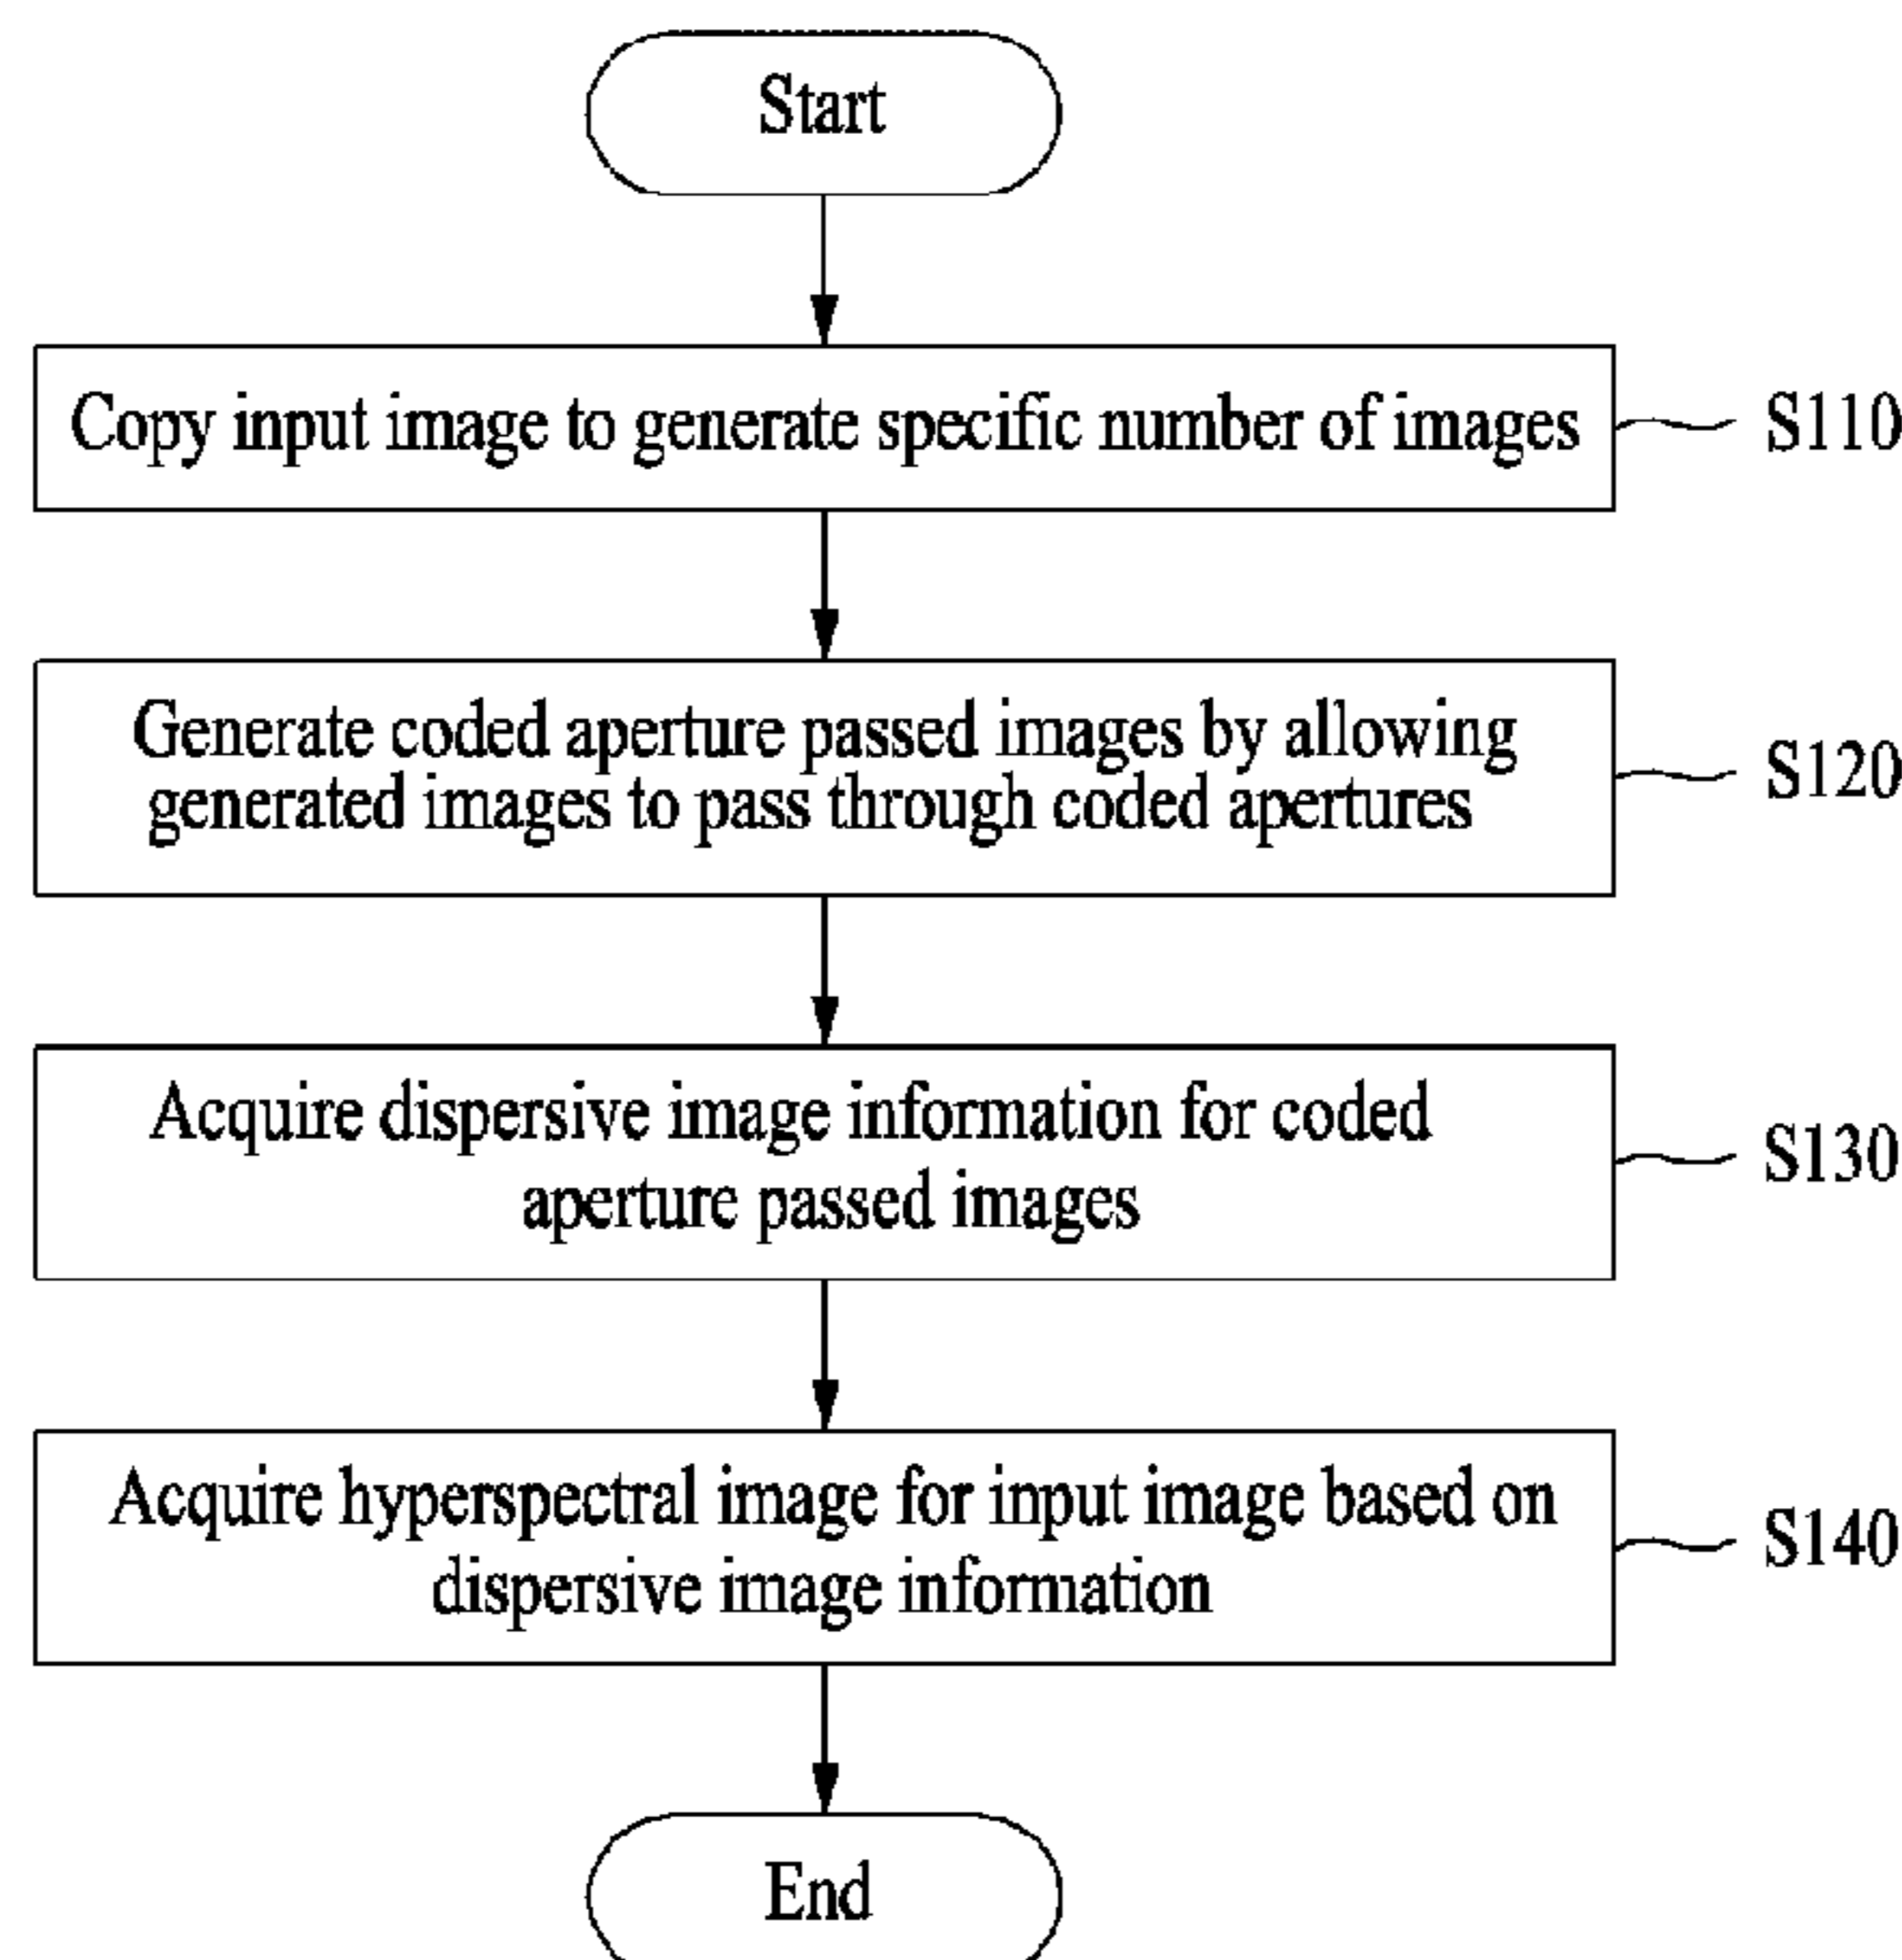 Start
Copy input image to generate specific number of images
S110
Generate coded aperture passed images by allowing
generated images to pass through coded apertures
S120
Acquire dispersive image information for coded
aperture passed images
S130
Acquire hyperspectral image for input image based on
dispersive image information
S140
End